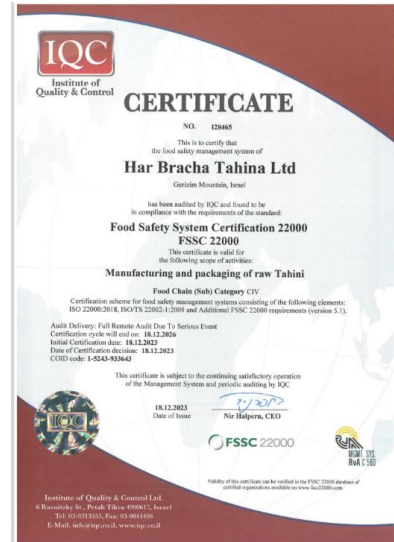 IQC
Institute of
Quality & Control
CERTIFICATE
NO. 128465
This is to certify that
the food safety management system of
Har Bracha Tahina Ltd
Gerizim Mountain, Israel
has been audited by IQC and found to be
in compliance with the requirements of the standard:
Food Safety System Certification 22000
FSSC 22000
This certificate is valid for
the following scope of activities:
Manufacturing and packaging of raw Tahini
Food Chain (Sub) Category CIV
Certification scheme for food safety management systems consisting of the following elements:
ISO 22000:2018, ISO/TS 22002-1:2009 and Additional FSSC 22000 requirements (version 5.1).
Audit Delivery: Full Remote Audit Due To Serious Event
Certification cycle will end on: 18.12.2026
Initial Certification date: 18.12.2023
Date of Certification decision: 18.12.2023
COID code: 1-5243-933643
This certificate is subject to the continuing satisfactory operation
of the Management System and periodic auditing by IQC
18.12.2023
Date of Issue
Nir Halpern, CEO
IQC
FSSC 22000
MGMT. SYS.
RvA C 580
Validity of this certificate can be verified in the FSSC 22000 database of
certified organizations available on www.fssc22000.com
Institute of Quality & Control Ltd.
6 Ravnitzky St., Petah Tikva 4900617, Israel
Tel: 03-9313555, Fax: 03-9044406
E-Mail. info@iqc.il, www.iqc.il